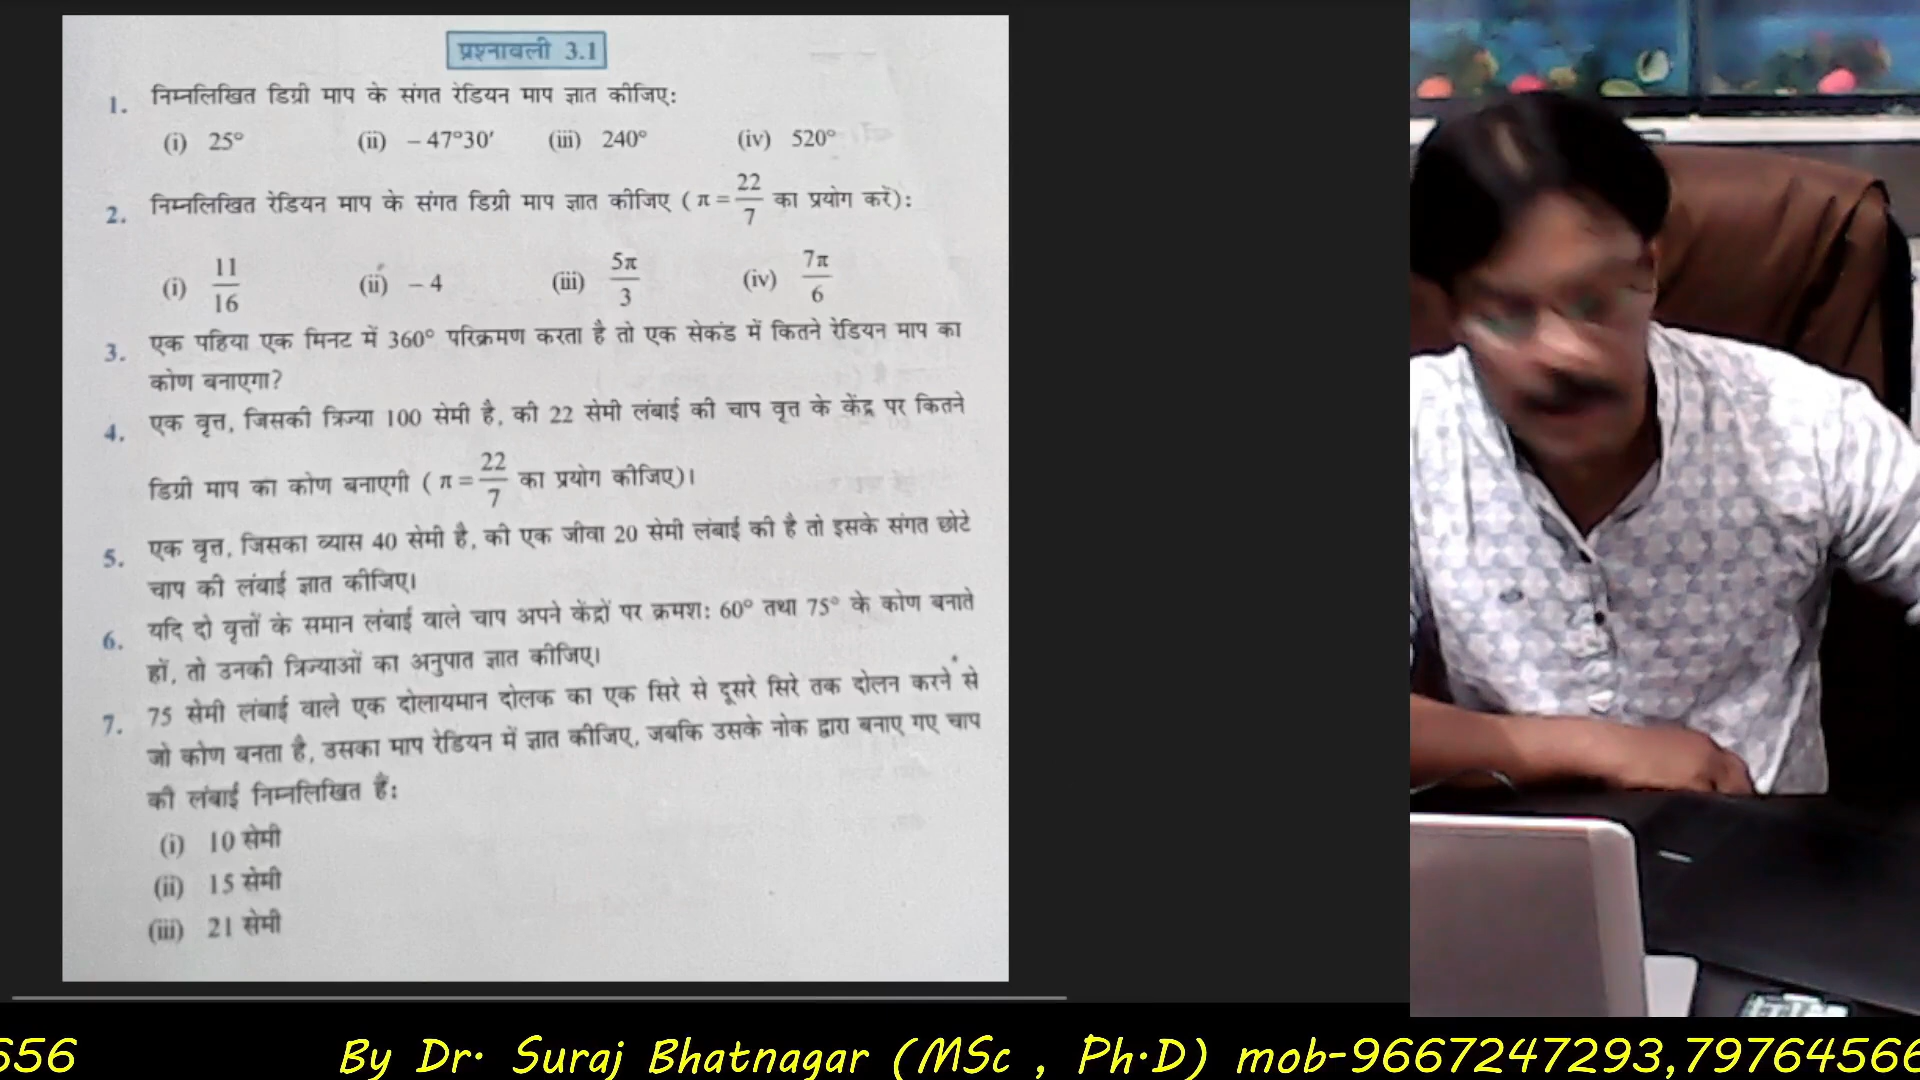 प्रश्नावली 3.1
1. निम्नलिखित डिग्री माप के संगत रेडियन माप ज्ञात कीजिए:
(i) 25° (ii) – 47°30′ (iii) 240° (iv) 520°
2. निम्नलिखित रेडियन माप के संगत डिग्री माप ज्ञात कीजिए ( π = 22/7 का प्रयोग करें):
(i) 11/16 (ii) – 4 (iii) 5π/3 (iv) 7π/6
3. एक पहिया एक मिनट में 360° परिक्रमण करता है तो एक सेकंड में कितने रेडियन माप का
कोण बनाएगा?
4. एक वृत्त, जिसकी त्रिज्या 100 सेमी है, की 22 सेमी लंबाई की चाप वृत्त के केंद्र पर कितने
डिग्री माप का कोण बनाएगी ( π = 22/7 का प्रयोग कीजिए)।
5. एक वृत्त, जिसका व्यास 40 सेमी है, की एक जीवा 20 सेमी लंबाई की है तो इसके संगत छोटे
चाप की लंबाई ज्ञात कीजिए।
6. यदि दो वृत्तों के समान लंबाई वाले चाप अपने केंद्रों पर क्रमश: 60° तथा 75° के कोण बनाते
हों, तो उनकी त्रिज्याओं का अनुपात ज्ञात कीजिए।
7. 75 सेमी लंबाई वाले एक दोलायमान दोलक का एक सिरे से दूसरे सिरे तक दोलन करने से
जो कोण बनता है, उसका माप रेडियन में ज्ञात कीजिए, जबकि उसके नोक द्वारा बनाए गए चाप
की लंबाई निम्नलिखित हैं:
(i) 10 सेमी
(ii) 15 सेमी
(iii) 21 सेमी
656 By Dr. Suraj Bhatnagar (MSc , Ph.D) mob-9667247293,79764566